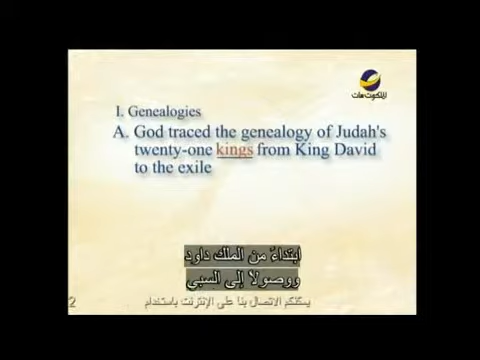 I. Genealogies
A. God traced the genealogy of Judah's
twenty-one kings from King David
to the exile
ابتداءً من الملك داود
ووصولاً إلى السبي
2
يمكنكم الاتصال بنا على الإنترنت باستخدام